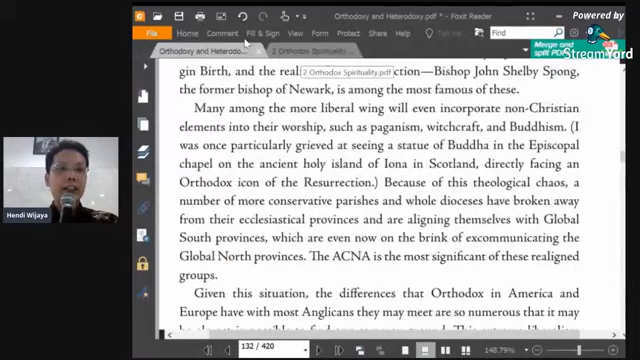 Orthodoxy and Heterodoxy.pdf * - Foxit Reader
Powered by
StreamYard
File Home Comment Fill & Sign View Form Protect Share Help Tell me Find
Orthodoxy and Heterodo... 2 Orthodox Spirituality....
Merge and split PDFs
2 Orthodox Spirituality.pdf
gin Birth, and the real ction—Bishop John Shelby Spong,
the former bishop of Newark, is among the most famous of these.
Many among the more liberal wing will even incorporate non-Christian
elements into their worship, such as paganism, witchcraft, and Buddhism. (I
was once particularly grieved at seeing a statue of Buddha in the Episcopal
chapel on the ancient holy island of Iona in Scotland, directly facing an
Orthodox icon of the Resurrection.) Because of this theological chaos, a
number of more conservative parishes and whole dioceses have broken away
from their ecclesiastical provinces and are aligning themselves with Global
South provinces, which are even now on the brink of excommunicating the
Global North provinces. The ACNA is the most significant of these realigned
groups.
Given this situation, the differences that Orthodox in America and
Europe have with most Anglicans they may meet are so numerous that it may
Hendi Wijaya
132 / 420
148.79%